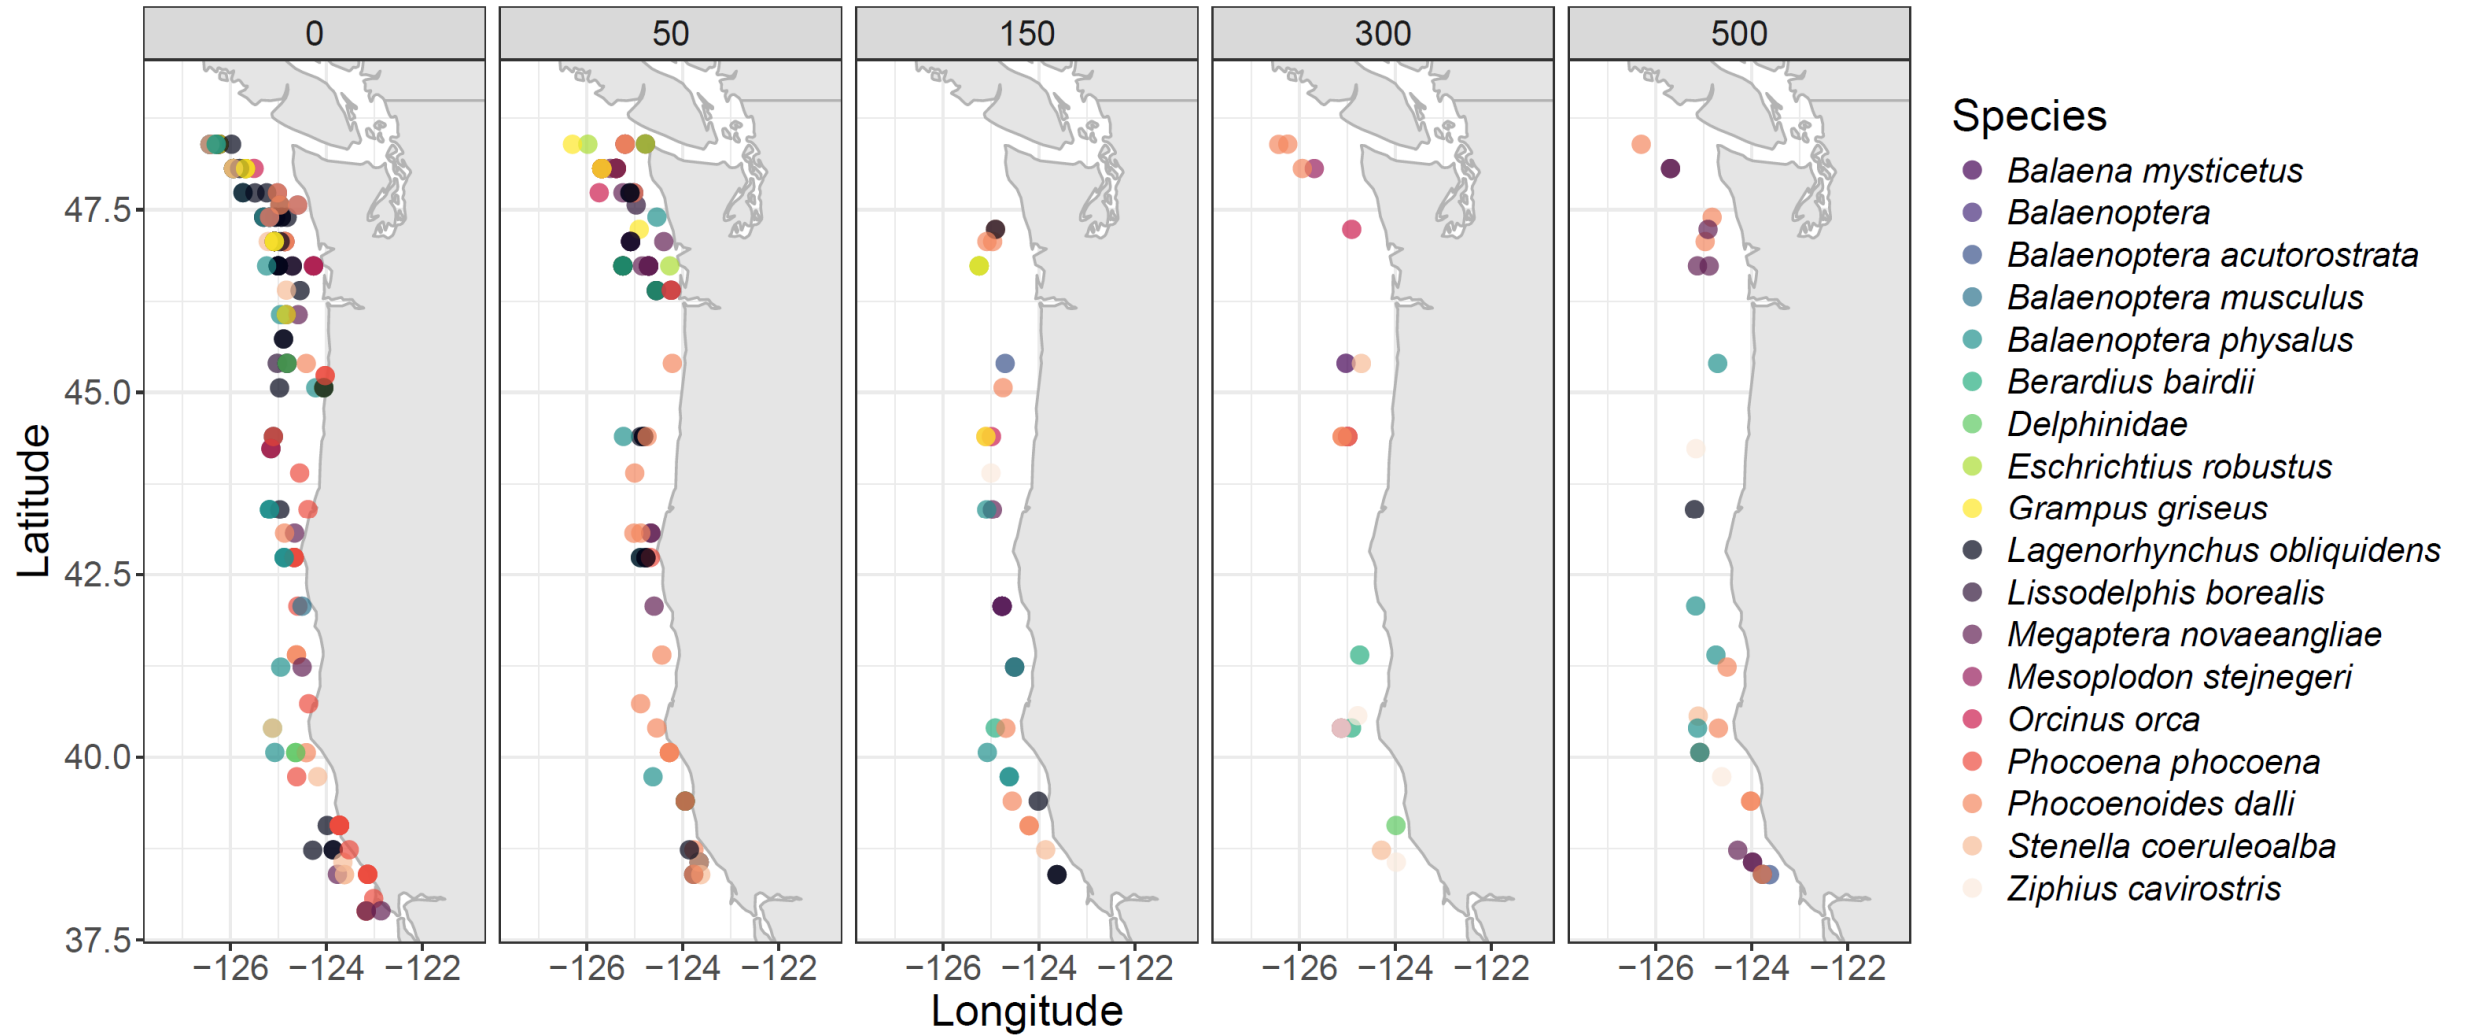 0 50 150 300 500
Species
Balaena mysticetus
Balaenoptera
Balaenoptera acutorostrata
Balaenoptera musculus
Balaenoptera physalus
Berardius bairdii
Delphinidae
Eschrichtius robustus
Grampus griseus
Lagenorhynchus obliquidens
Lissodelphis borealis
Megaptera novaeangliae
Mesoplodon stejnegeri
Orcinus orca
Phocoena phocoena
Phocoenoides dalli
Stenella coeruleoalba
Ziphius cavirostris
Latitude
47.5
45.0
42.5
40.0
37.5
−126 −124 −122 −126 −124 −122 −126 −124 −122 −126 −124 −122 −126 −124 −122
Longitude